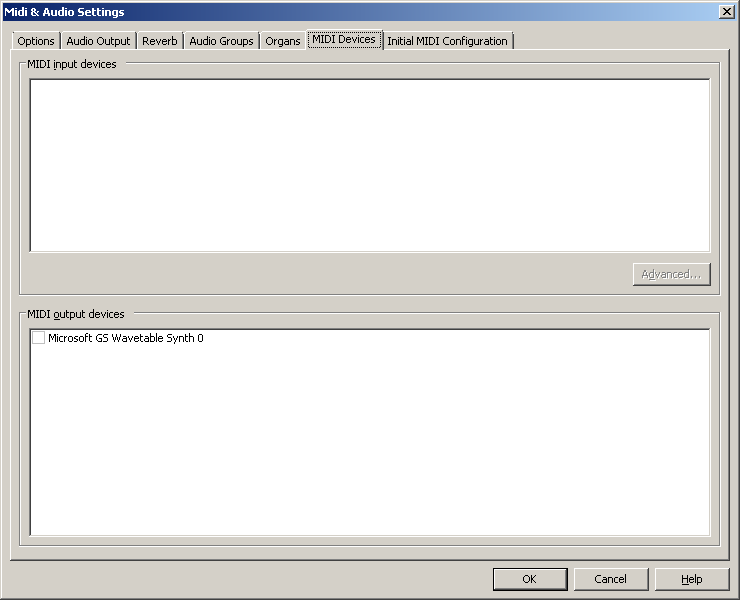 Midi & Audio Settings
Options Audio Output Reverb Audio Groups Organs MIDI Devices Initial MIDI Configuration
MIDI input devices
Advanced...
MIDI output devices
Microsoft GS Wavetable Synth 0
OK Cancel Help